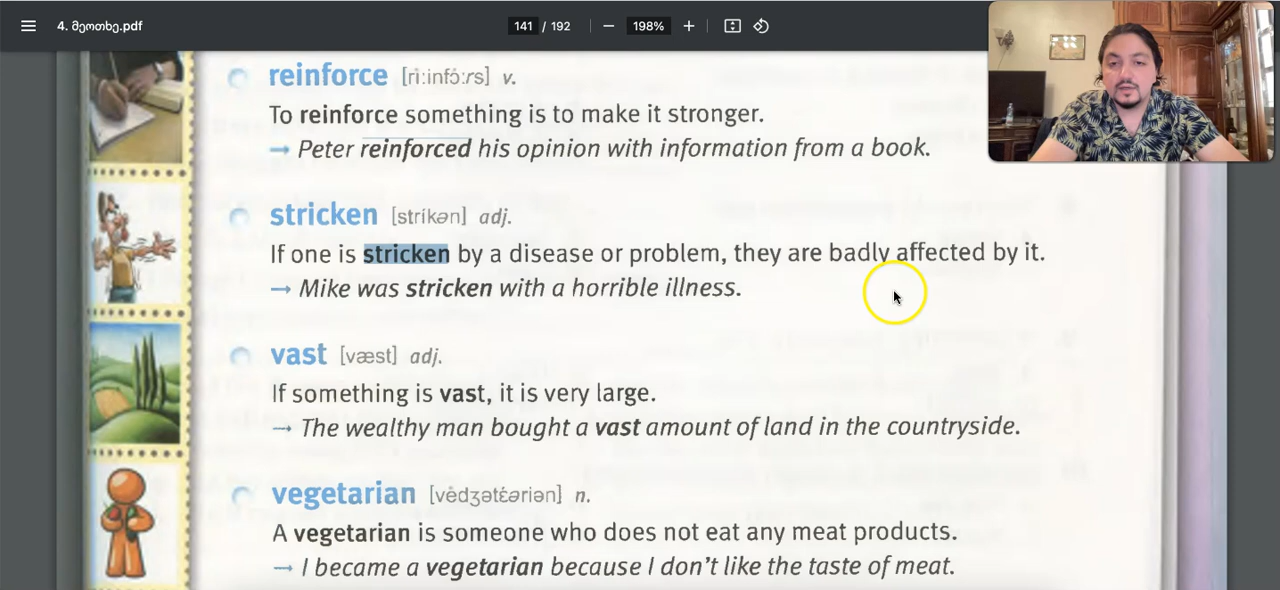 4. მეოთხე.pdf
141 / 192
198%
reinforce [rìːinfɔ́ːrs] v.
To reinforce something is to make it stronger.
→ Peter reinforced his opinion with information from a book.
stricken [stríkən] adj.
If one is stricken by a disease or problem, they are badly affected by it.
→ Mike was stricken with a horrible illness.
vast [væst] adj.
If something is vast, it is very large.
→ The wealthy man bought a vast amount of land in the countryside.
vegetarian [vèdʒətɛ́əriən] n.
A vegetarian is someone who does not eat any meat products.
→ I became a vegetarian because I don't like the taste of meat.